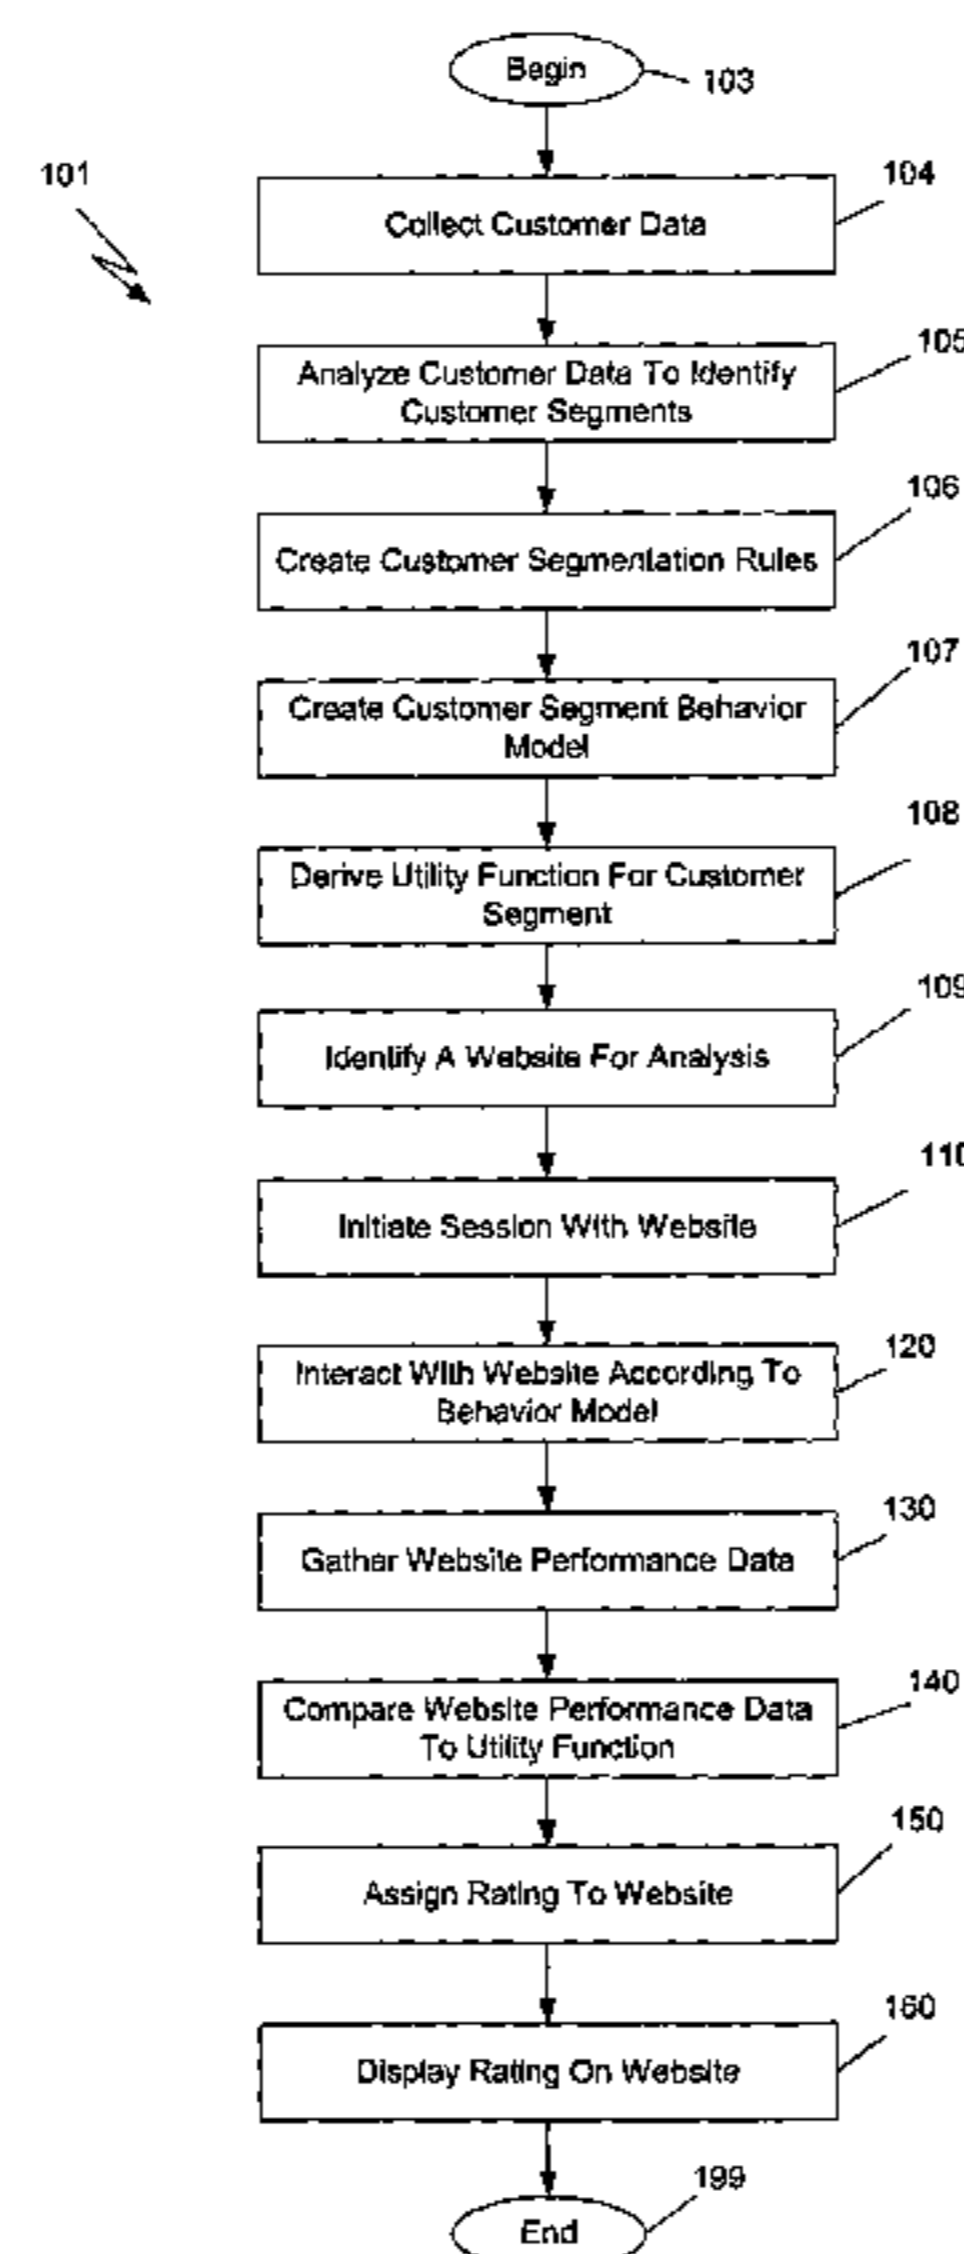 Begin
103
101
104
Collect Customer Data
105
Analyze Customer Data To Identify
Customer Segments
106
Create Customer Segmentation Rules
107
Create Customer Segment Behavior
Model
108
Derive Utility Function For Customer
Segment
109
Identify A Website For Analysis
110
Initiate Session With Website
120
Interact With Website According To
Behavior Model
130
Gather Website Performance Data
140
Compare Website Performance Data
To Utility Function
150
Assign Rating To Website
160
Display Rating On Website
199
End